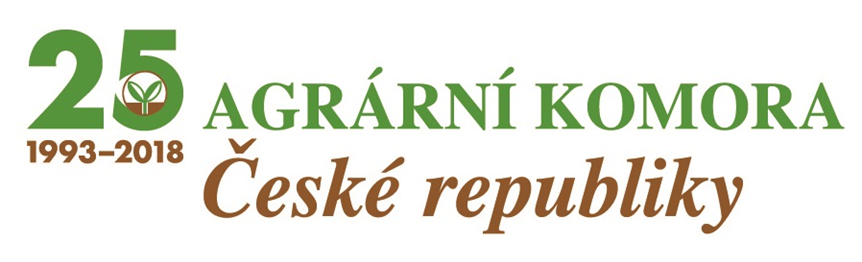 25
1993–2018
AGRÁRNÍ KOMORA
České republiky